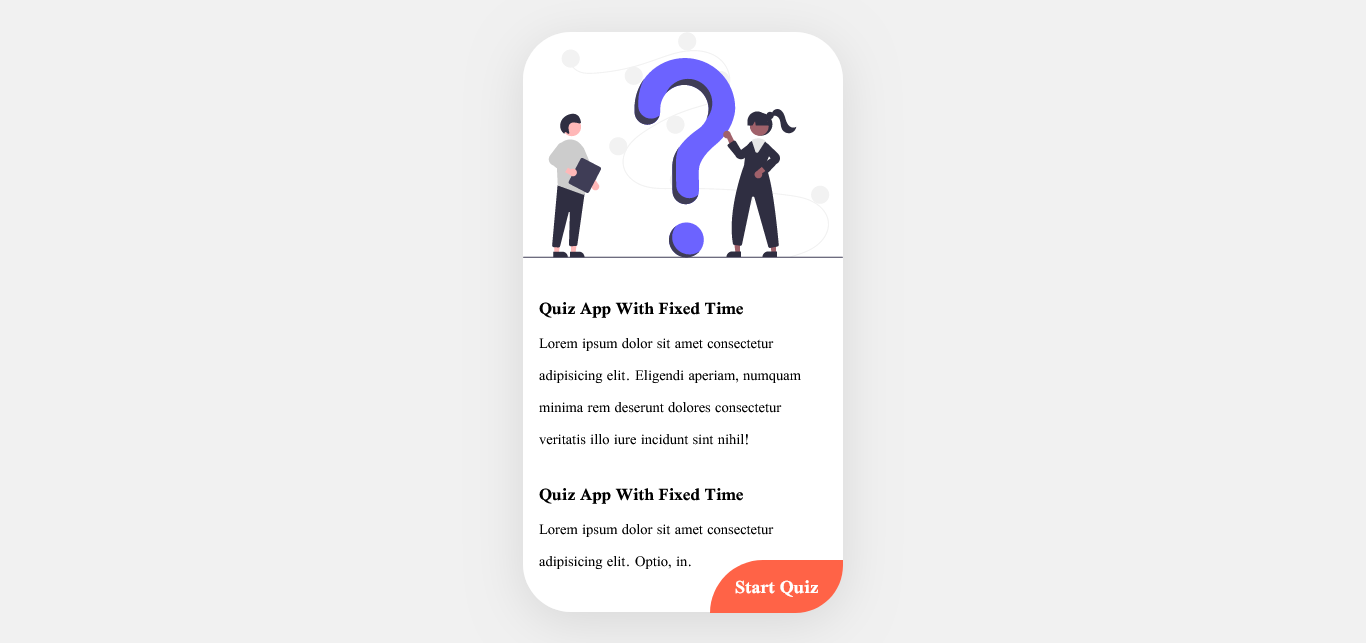 Quiz App With Fixed Time
Lorem ipsum dolor sit amet consectetur
adipisicing elit. Eligendi aperiam, numquam
minima rem deserunt dolores consectetur
veritatis illo iure incidunt sint nihil!
Quiz App With Fixed Time
Lorem ipsum dolor sit amet consectetur
adipisicing elit. Optio, in.
Start Quiz